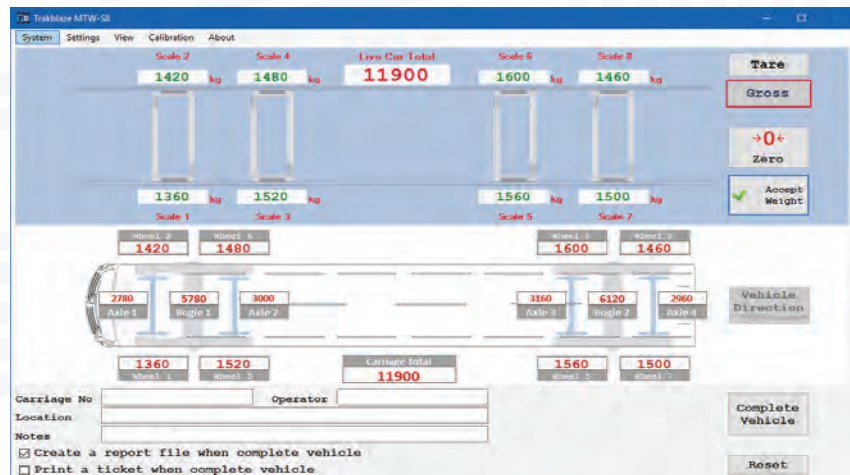 Trakblaze MTW-S8
System Settings View Calibration About
Scale 2 Scale 4 Live Car Total Scale 6 Scale 8
1420 kg 1480 kg 11900 1600 kg 1460 kg
Tare
Gross
→0←
Zero
1360 kg 1520 kg 1560 kg 1500 kg
Scale 1 Scale 3 Scale 5 Scale 7
Accept
Weight
Wheel 2 Wheel 4 Wheel 6 Wheel 8
1420 1480 1600 1460
2780 5780 3000 3160 6120 2960
Axle 1 Bogie 1 Axle 2 Axle 3 Bogie 2 Axle 4
Vehicle
Direction
1360 1520 Carriage Total 1560 1500
Wheel 1 Wheel 3 11900 Wheel 5 Wheel 7
Carriage No Operator
Location
Notes
Complete
Vehicle
Create a report file when complete vehicle
Print a ticket when complete vehicle
Reset